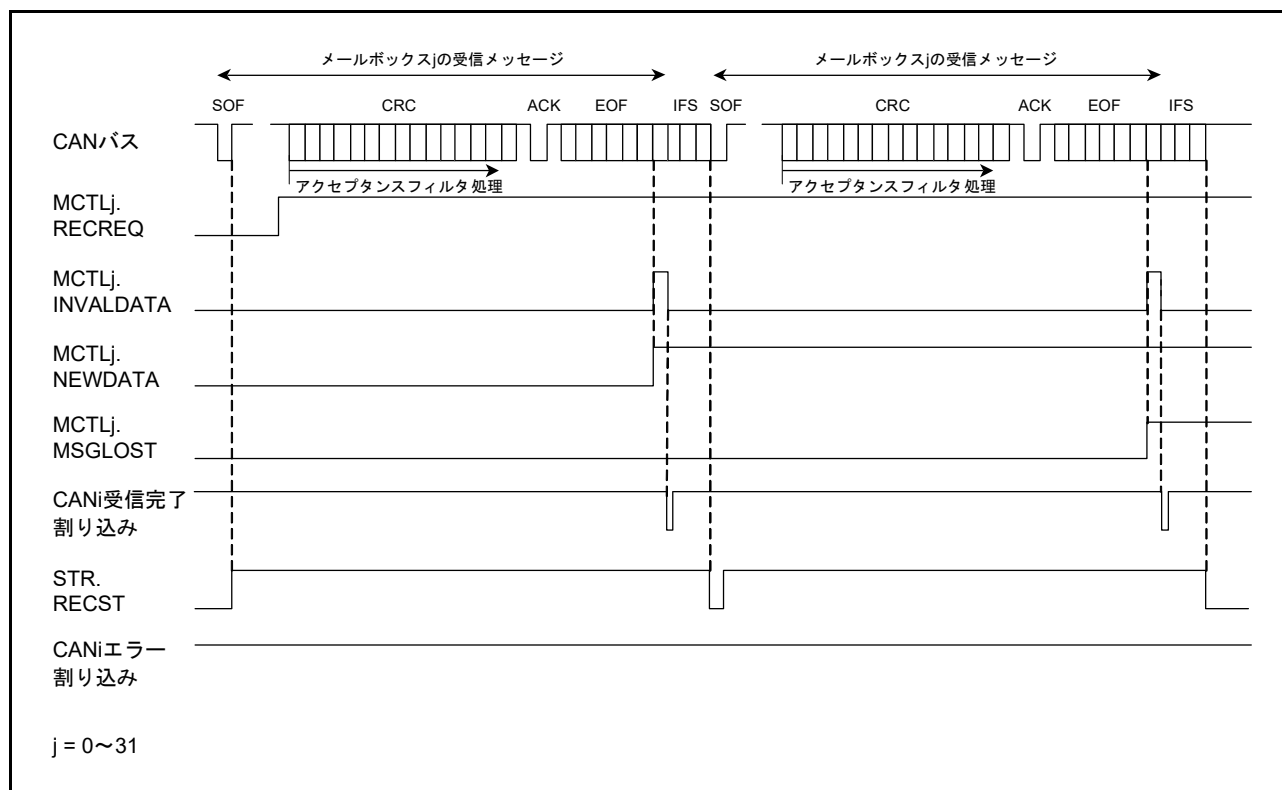 メールボックスjの受信メッセージ メールボックスjの受信メッセージ
SOF CRC ACK EOF IFS SOF CRC ACK EOF IFS
CANバス
アクセプタンスフィルタ処理 アクセプタンスフィルタ処理
MCTLj.
RECREQ
MCTLj.
INVALDATA
MCTLj.
NEWDATA
MCTLj.
MSGLOST
CANi受信完了
割り込み
STR.
RECST
CANiエラー
割り込み
j = 0～31